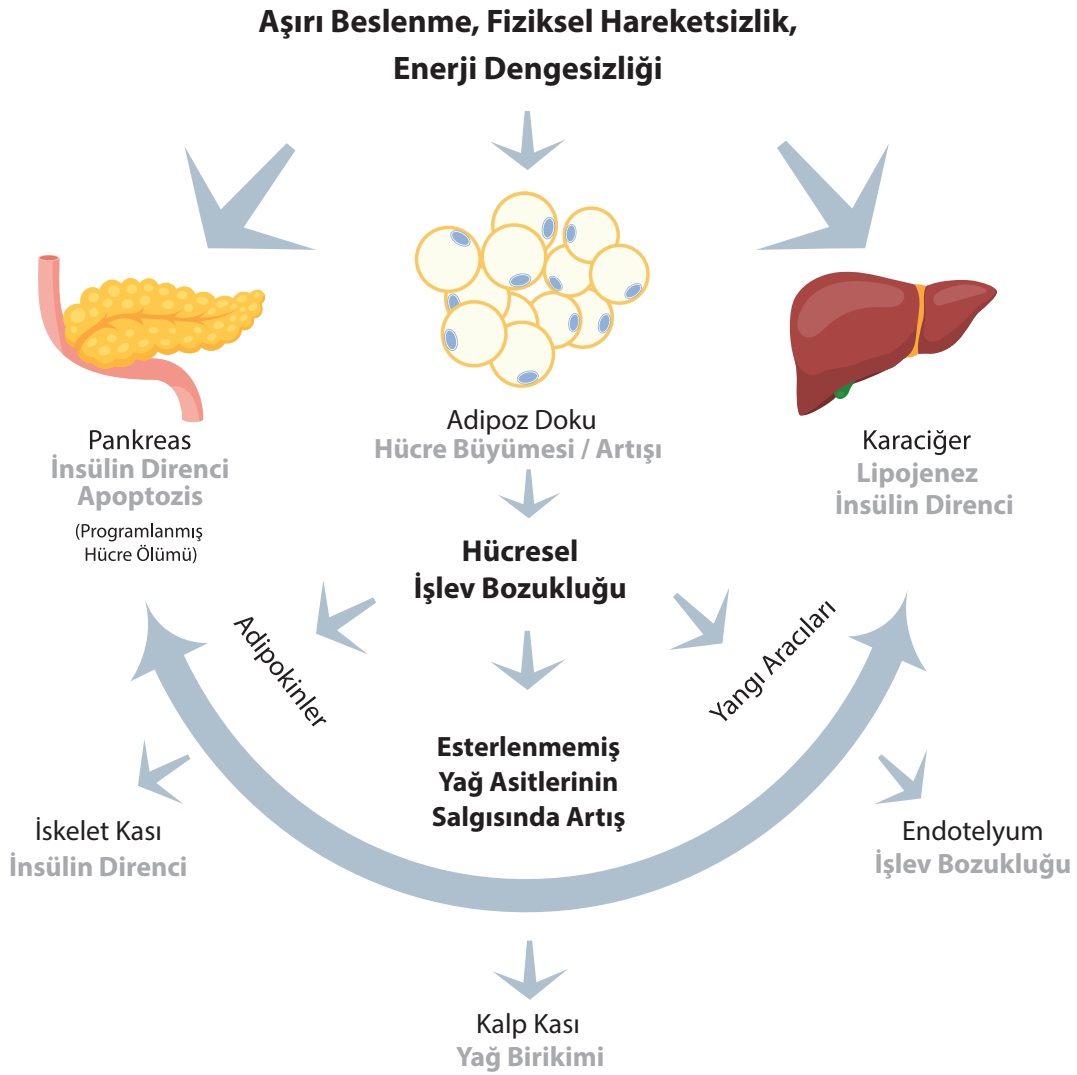 Aşırı Beslenme, Fiziksel Hareketsizlik,
Enerji Dengesizliği
Pankreas
İnsülin Direnci
Apoptozis
(Programlanmış
Hücre Ölümü)
Adipoz Doku
Hücre Büyümesi / Artışı
Karaciğer
Lipojenez
İnsülin Direnci
Hücresel
İşlev Bozukluğu
Adipokinler
Yangı Aracıları
Esterlenmemiş
Yağ Asitlerinin
Salgısında Artış
İskelet Kası
İnsülin Direnci
Endotelyum
İşlev Bozukluğu
Kalp Kası
Yağ Birikimi